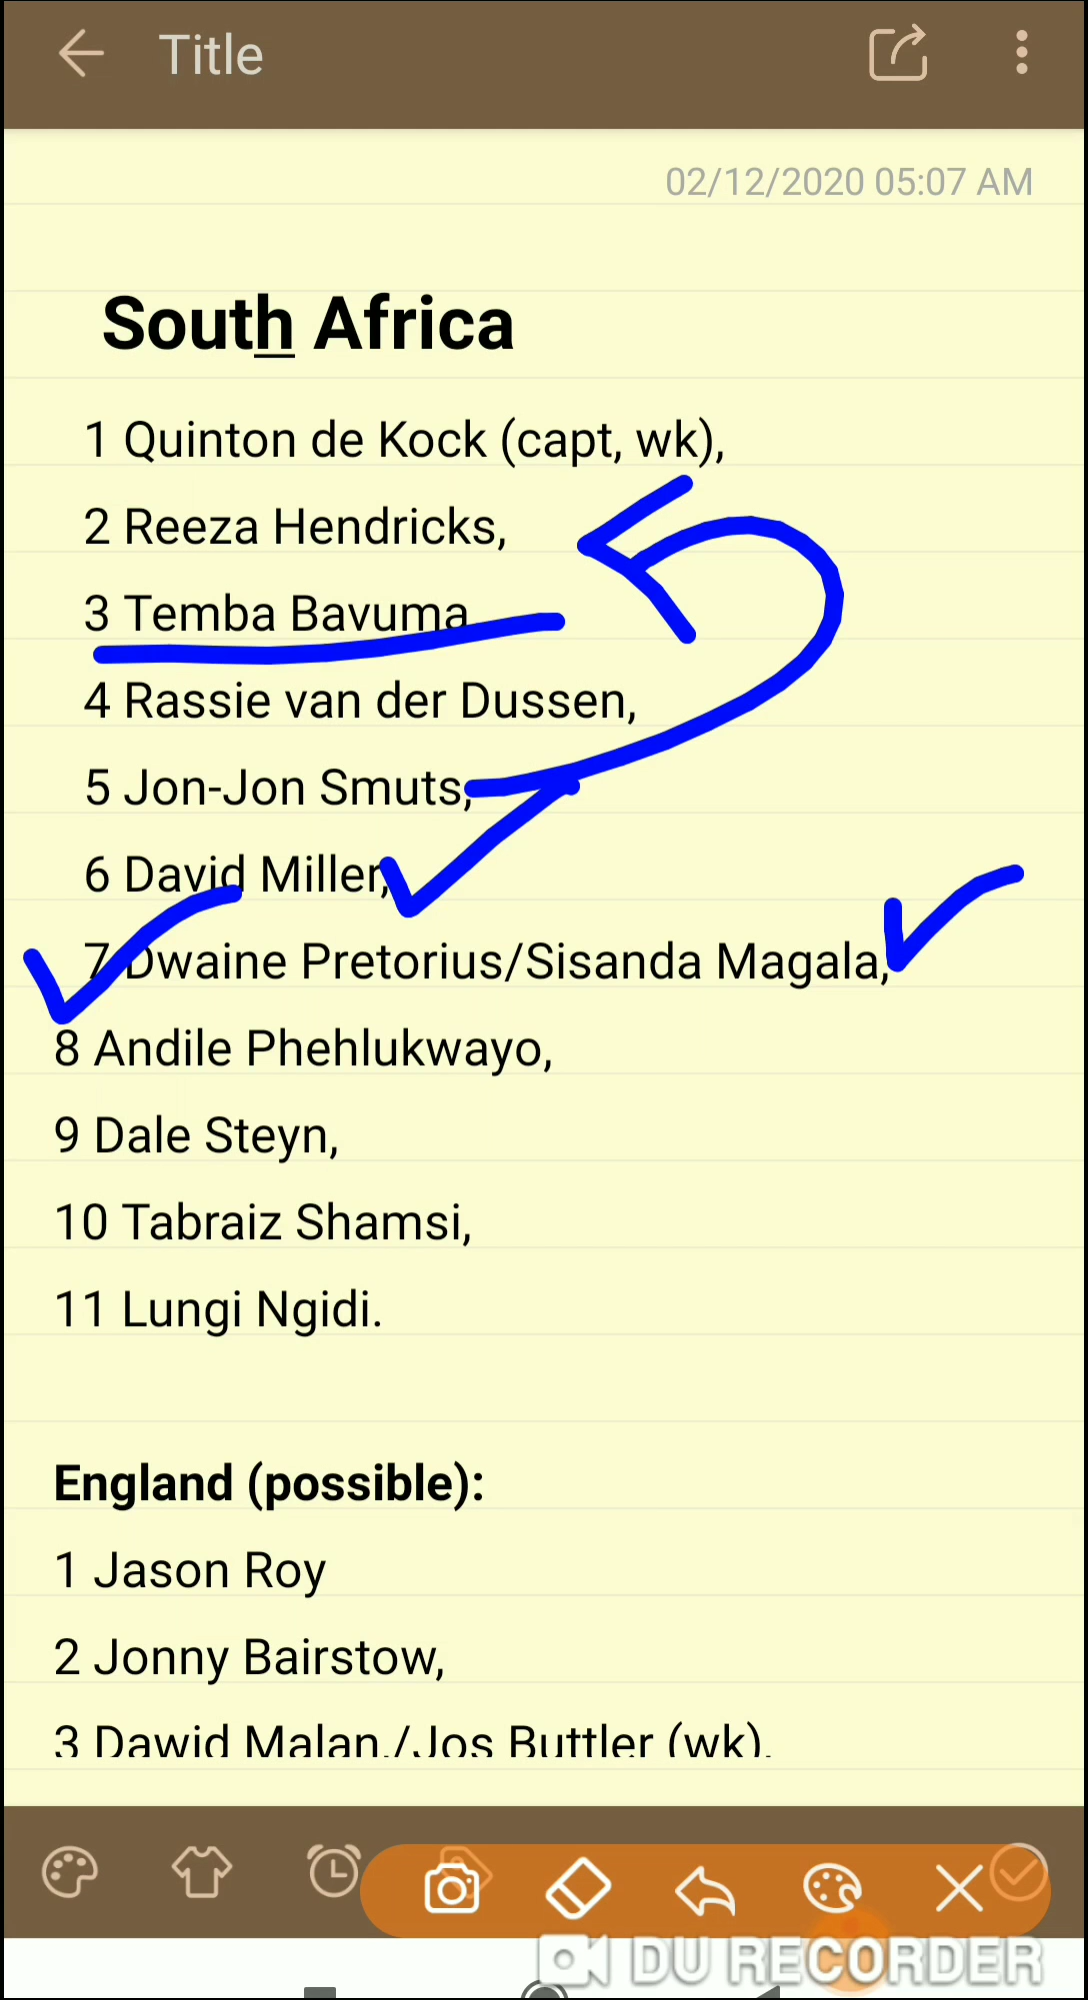 Title
02/12/2020 05:07 AM
South Africa
1 Quinton de Kock (capt, wk),
2 Reeza Hendricks,
3 Temba Bavuma
4 Rassie van der Dussen,
5 Jon-Jon Smuts,
6 David Miller,
7 Dwaine Pretorius/Sisanda Magala,
8 Andile Phehlukwayo,
9 Dale Steyn,
10 Tabraiz Shamsi,
11 Lungi Ngidi.
England (possible):
1 Jason Roy
2 Jonny Bairstow,
3 Dawid Malan./Jos Buttler (wk).
DU RECORDER